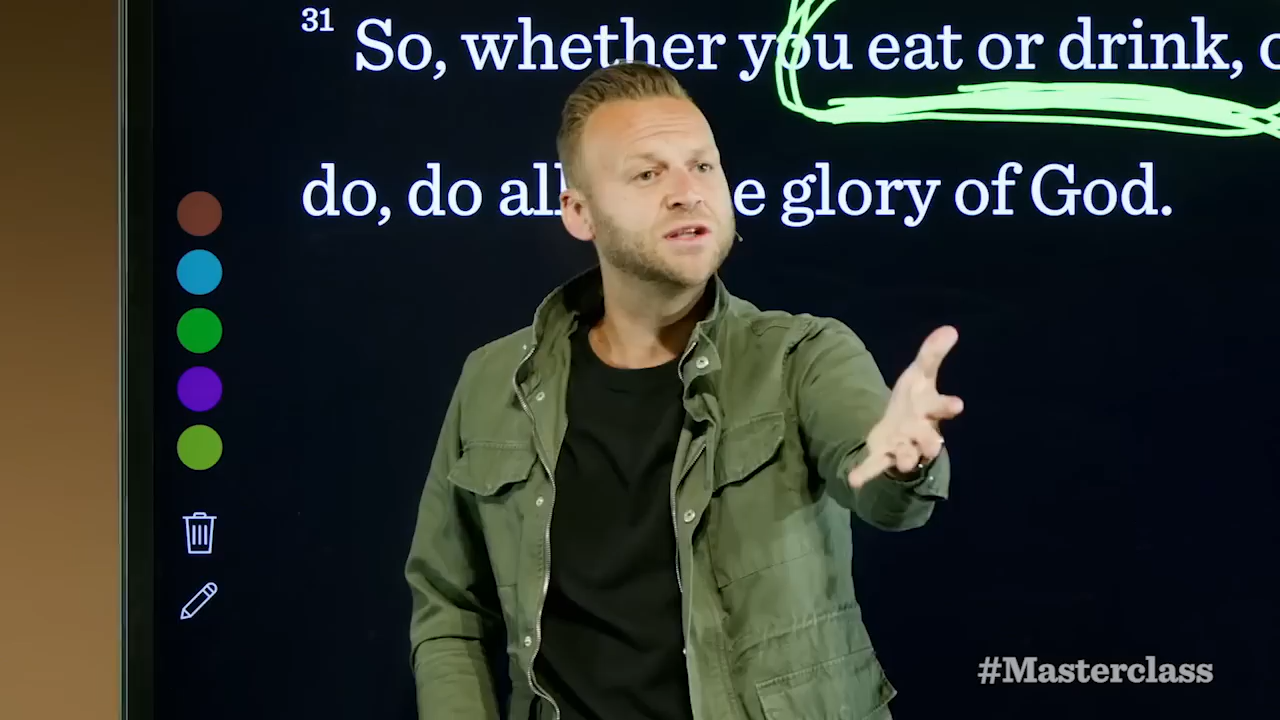 31 So, whether you eat or drink,
do, do all glory of God.
#Masterclass